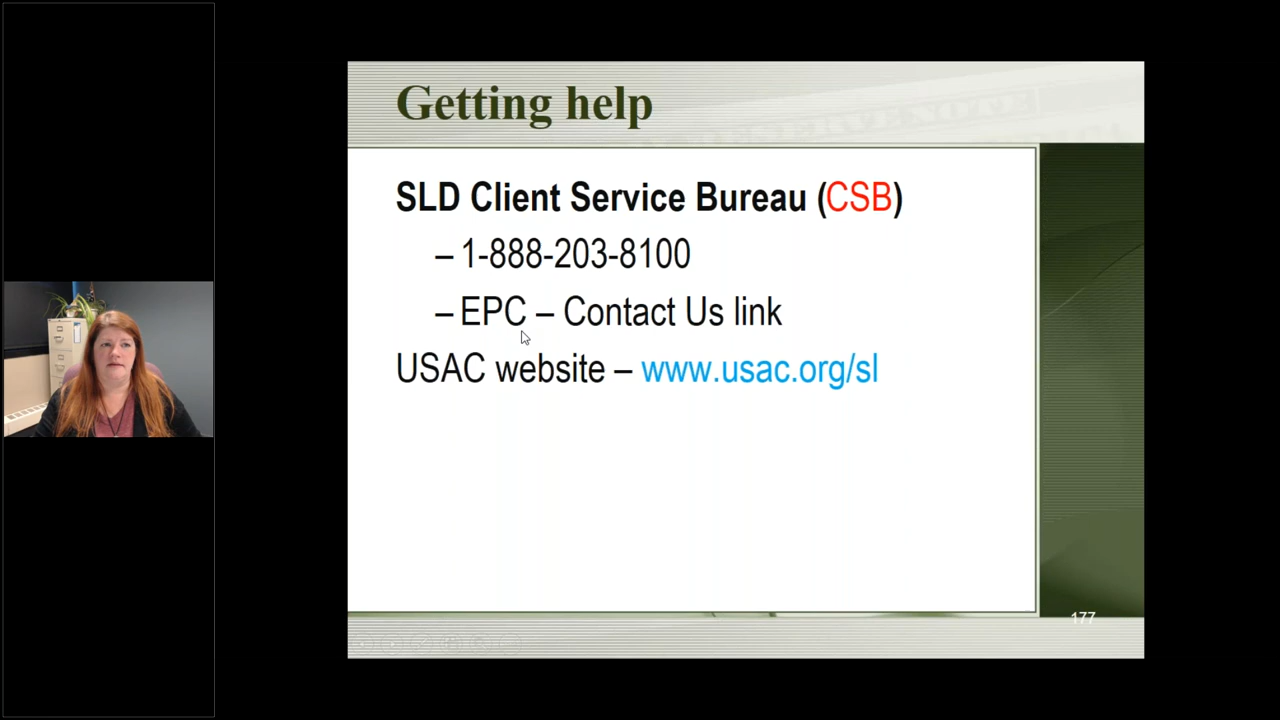 Getting help
SLD Client Service Bureau (CSB)
– 1-888-203-8100
– EPC – Contact Us link
USAC website – www.usac.org/sl
177